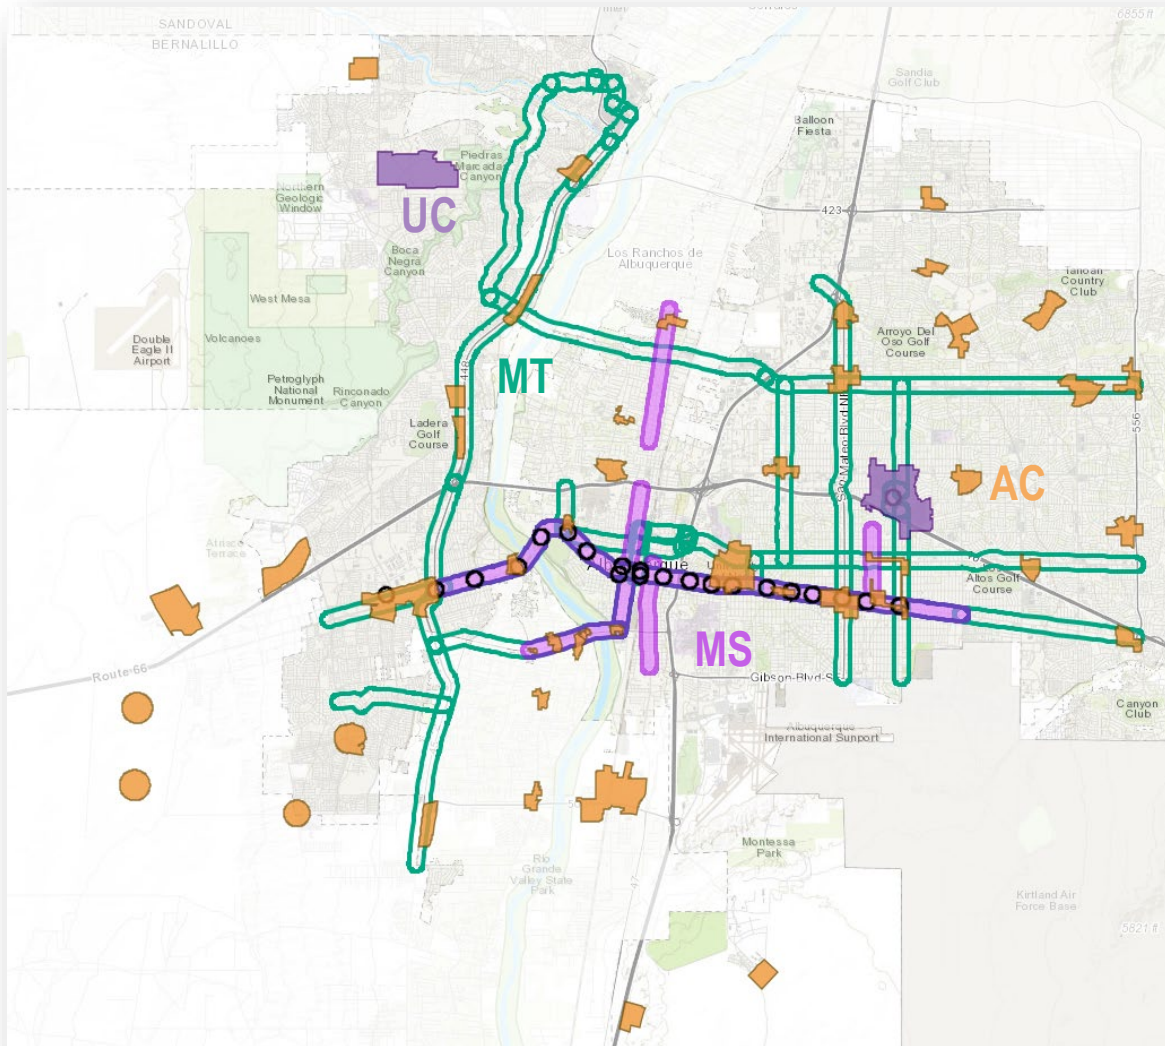 SANDOVAL
BERNALILLO
6855 ft
Sandia
Golf Club
Balloon
Fiesta
Piedras
Marcadas
Canyon
Geologic
Window
UC
423
Boca
Negra
Canyon
Los Ranchos de
Albuquerque
Tanoan
Country
Club
West Mesa
Double
Eagle II
Airport
Volcanoes
Arroyo Del
Oso Golf
Course
Petroglyph
National
Monument
Rinconado
Canyon
448
MT
San Mateo Blvd NE
556
Ladera
Golf
Course
AC
Atrisco
Terrace
Altos Golf
Course
MS
Route 66
Gibson Blvd S
Canyon
Club
Albuquerque
International Sunport
Montessa
Park
Rio
Grande
Valley State
Park
47
Kirtland Air
Force Base
5821 ft